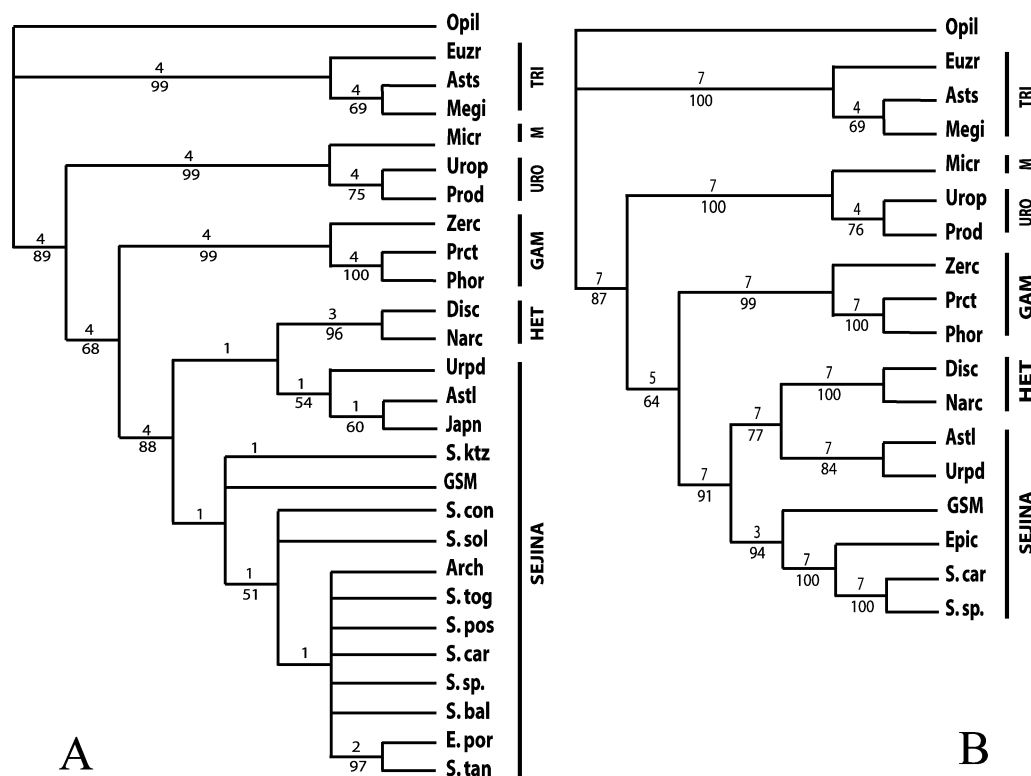 Opil
Euzr
4
99
Asts
4
69
Megi
TRI
Micr
M
4
99
Urop
4
75
Prod
URO
Zerc
4
99
Prct
4
100
Phor
GAM
4
89
Disc
3
96
Narc
HET
4
68
1
Urpd
1
54
Astl
1
60
Japn
4
88
1
S.ktz
GSM
1
S.con
S.sol
1
51
Arch
S.tog
S.pos
1
S.car
S.sp.
S.bal
E.por
2
97
S.tan
SEJINA
A
Opil
Euzr
7
100
Asts
4
69
Megi
TRI
Micr
M
7
100
Urop
4
76
Prod
URO
Zerc
7
99
7
87
Prct
7
100
Phor
GAM
Disc
7
100
Narc
HET
5
64
7
77
Astl
7
84
Urpd
7
91
GSM
3
94
Epic
7
100
S.car
7
100
S.sp.
SEJINA
B